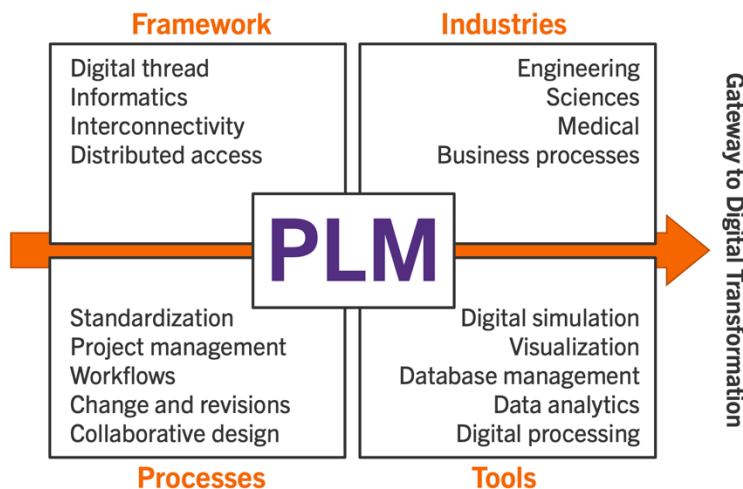 Framework
Digital thread
Informatics
Interconnectivity
Distributed access
Industries
Engineering
Sciences
Medical
Business processes
PLM
Standardization
Project management
Workflows
Change and revisions
Collaborative design
Processes
Digital simulation
Visualization
Database management
Data analytics
Digital processing
Tools
Gateway to Digital Transformation